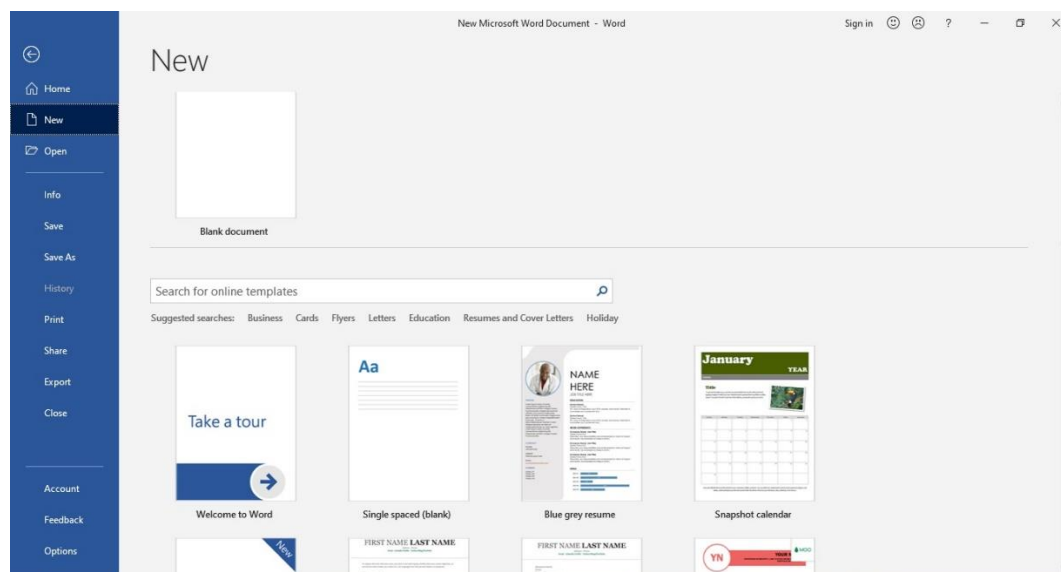 New Microsoft Word Document - Word
Sign in
?
New
Home
New
Open
Info
Save
Save As
History
Print
Share
Export
Close
Account
Feedback
Options
Blank document
Search for online templates
Suggested searches: Business Cards Flyers Letters Education Resumes and Cover Letters Holiday
Take a tour
Aa
NAME
HERE
January
YEAR
Title
Welcome to Word
Single spaced (blank)
Blue grey resume
Snapshot calendar
New
FIRST NAME LAST NAME
FIRST NAME LAST NAME
YN
MOO